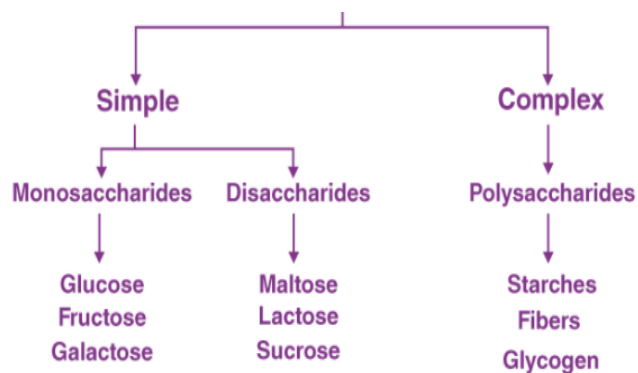 Simple
Complex
Monosaccharides
Disaccharides
Polysaccharides
Glucose
Fructose
Galactose
Maltose
Lactose
Sucrose
Starches
Fibers
Glycogen